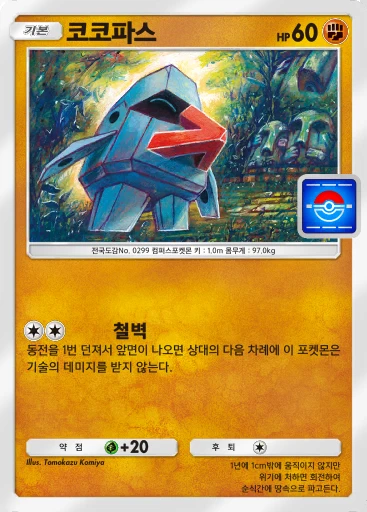 기본 코코파스 HP 60
전국도감No. 0299 컴퍼스포켓몬 키 : 1.0m 몸무게 : 97.0kg
철벽
동전을 1번 던져서 앞면이 나오면 상대의 다음 차례에 이 포켓몬은
기술의 데미지를 받지 않는다.
약점 +20 후퇴
Illus. Tomokazu Komiya
1년에 1cm밖에 움직이지 않지만
위기에 처하면 회전하여
순식간에 땅속으로 파고든다.